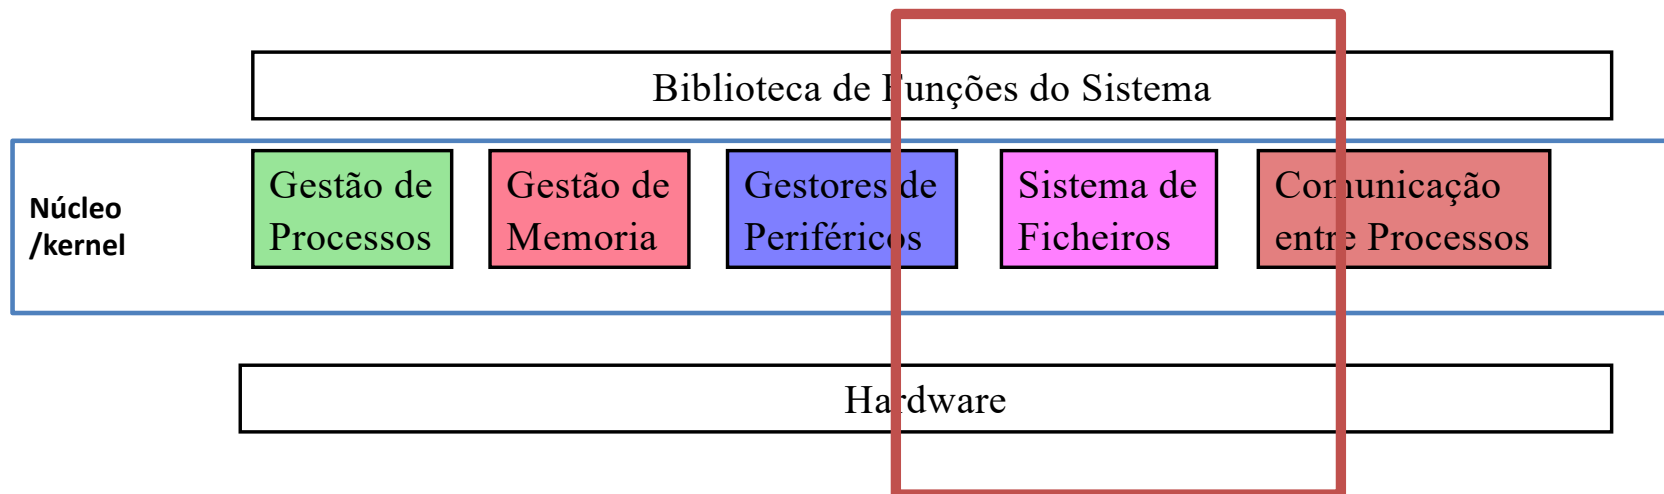 Biblioteca de Funções do Sistema
Núcleo
/kernel
Gestão de
Processos
Gestão de
Memoria
Gestores de
Periféricos
Sistema de
Ficheiros
Comunicação
entre Processos
Hardware